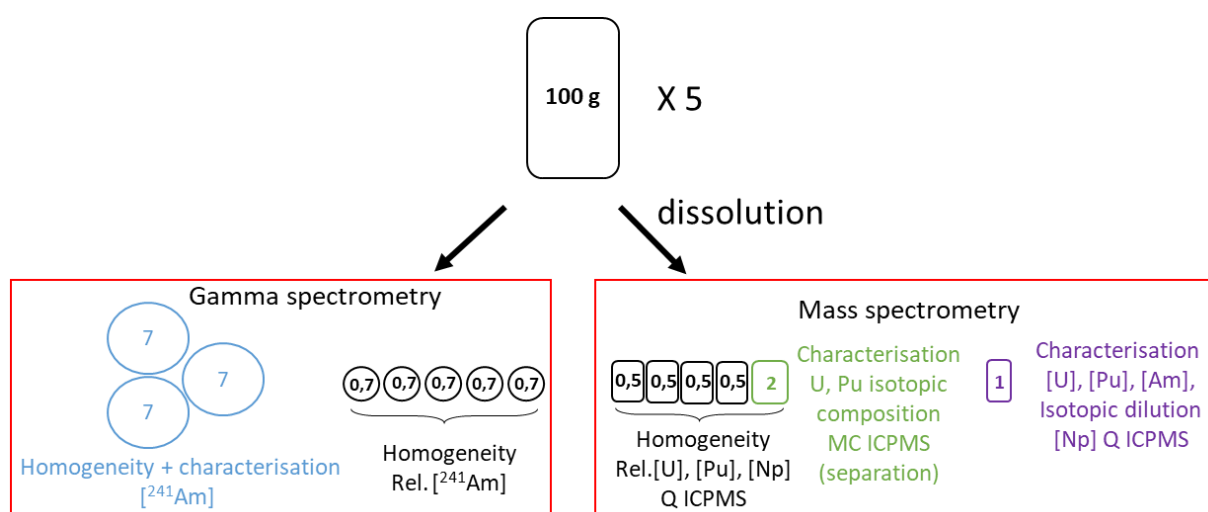 100 g
X 5
dissolution
Gamma spectrometry
7
7
7
0,7 0,7 0,7 0,7 0,7
Homogeneity + characterisation
[²⁴¹Am]
Homogeneity
Rel. [²⁴¹Am]
Mass spectrometry
0,5 0,5 0,5 0,5 2
Homogeneity
Rel.[U], [Pu], [Np]
Q ICPMS
Characterisation
U, Pu isotopic
composition
MC ICPMS
(separation)
1
Characterisation
[U], [Pu], [Am],
Isotopic dilution
[Np] Q ICPMS